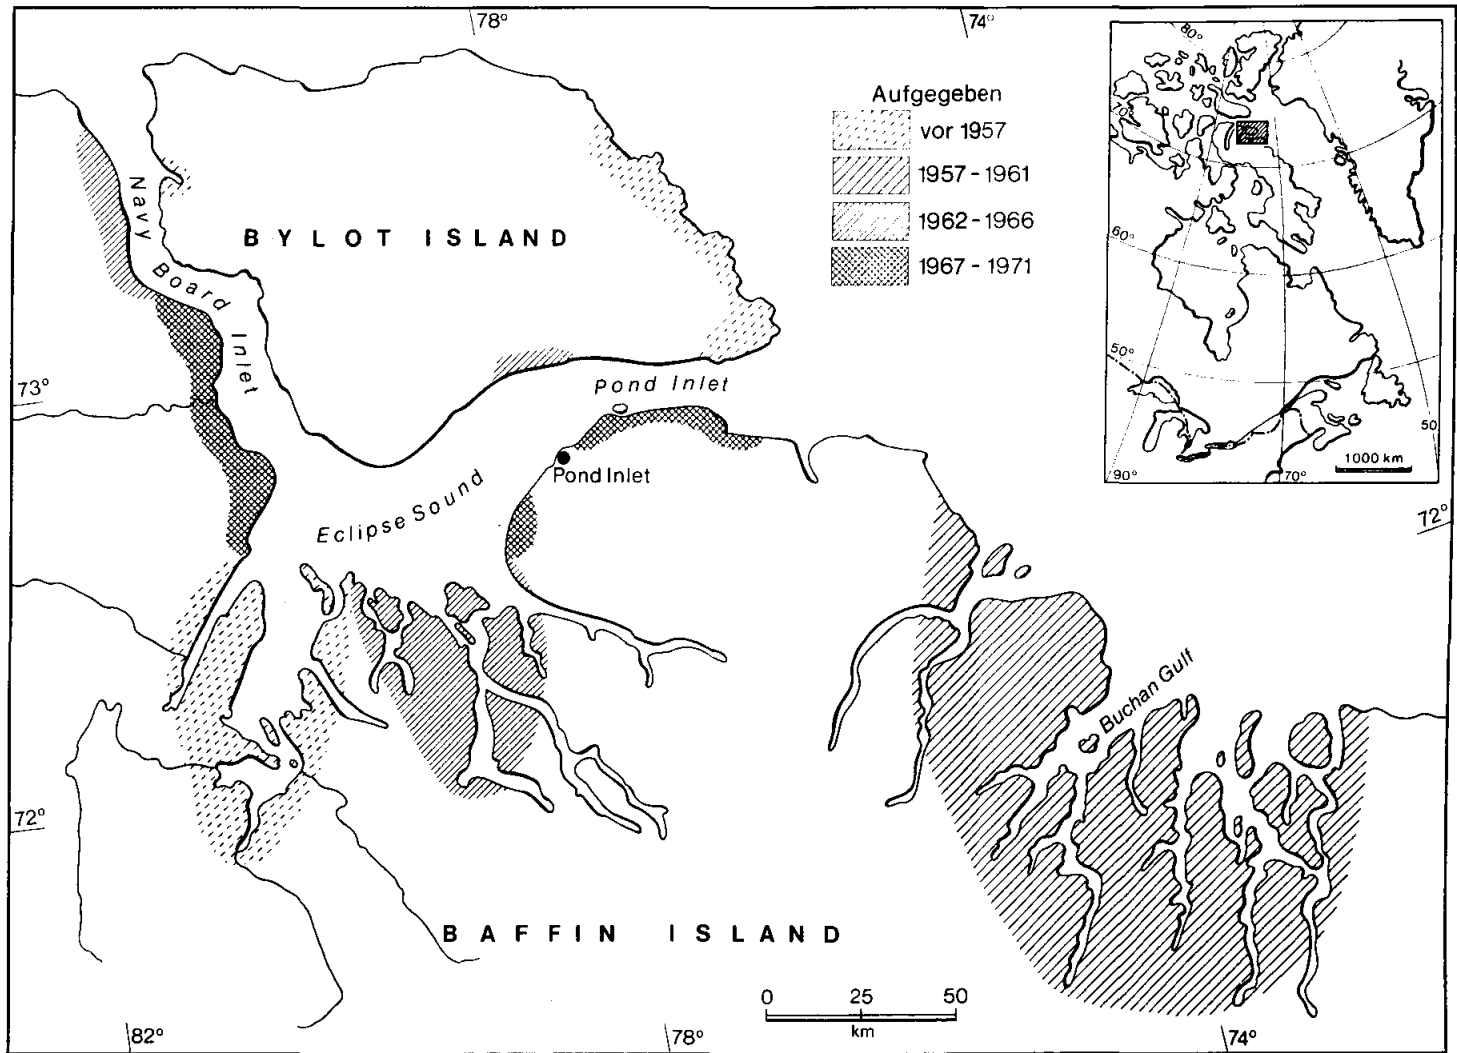 78°
74°
80°
70°
60°
50°
90°
70°
50
1000 km
Aufgegeben
vor 1957
1957 - 1961
1962 - 1966
1967 - 1971
Navy
Board
Inlet
BYLOT ISLAND
73°
Pond Inlet
Pond Inlet
Eclipse Sound
72°
Buchan Gulf
72°
BAFFIN ISLAND
0 25 50
km
82°
78°
74°